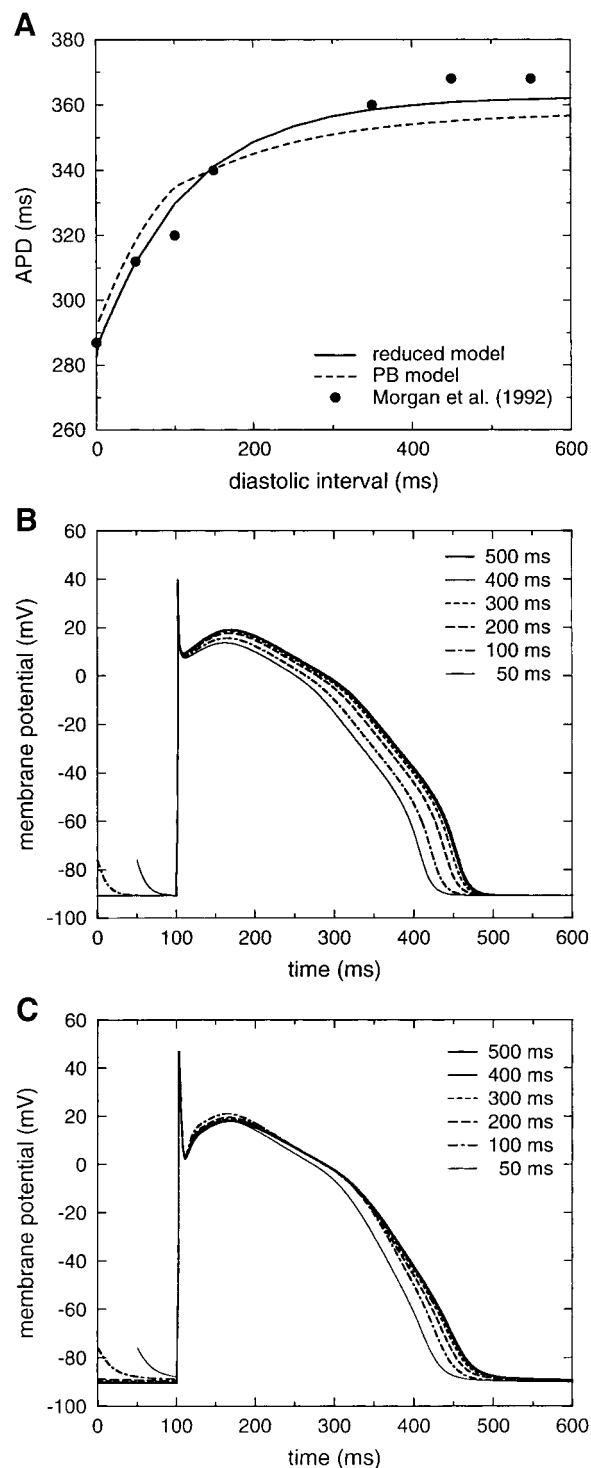 A
380
360
340
320
300
280
260
APD (ms)
reduced model
PB model
Morgan et al. (1992)
0
200
400
600
diastolic interval (ms)
B
60
40
20
0
-20
-40
-60
-80
-100
membrane potential (mV)
500 ms
400 ms
300 ms
200 ms
100 ms
50 ms
0
100
200
300
400
500
600
time (ms)
C
60
40
20
0
-20
-40
-60
-80
-100
membrane potential (mV)
500 ms
400 ms
300 ms
200 ms
100 ms
50 ms
0
100
200
300
400
500
600
time (ms)